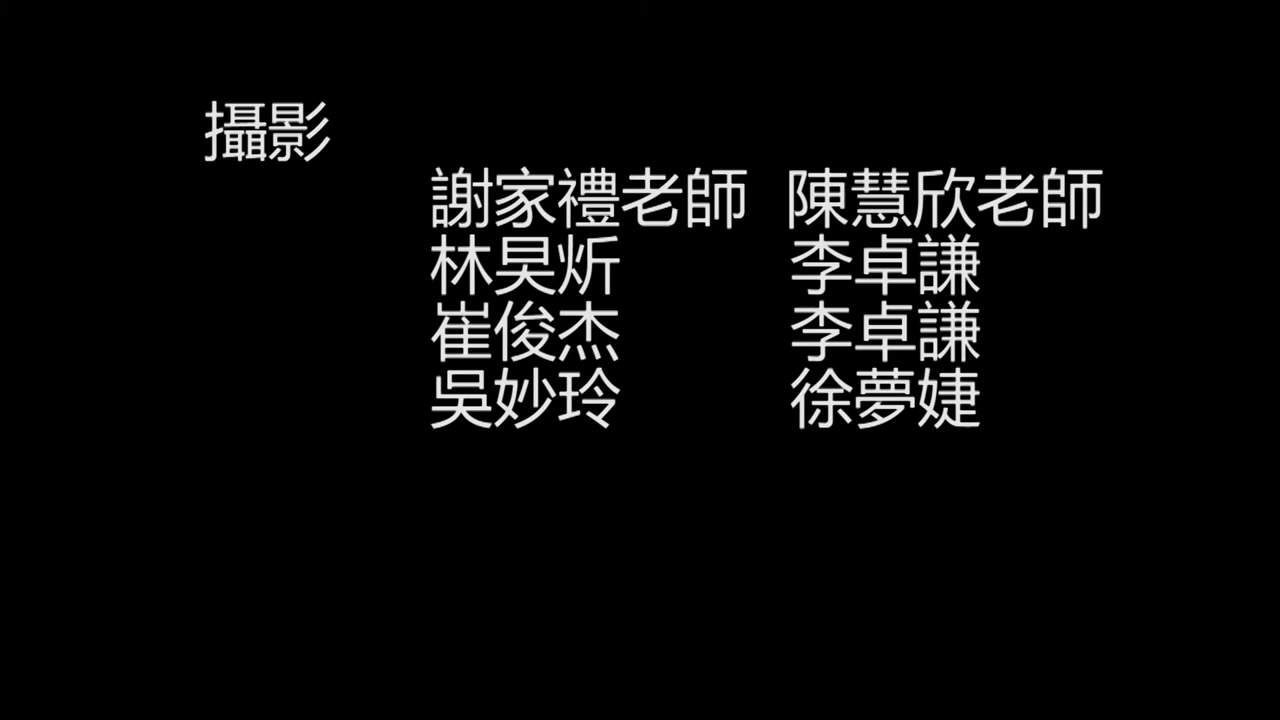 攝影
謝家禮老師 陳慧欣老師
林炅炘 李卓謙
崔俊杰 李卓謙
吳妙玲 徐夢婕